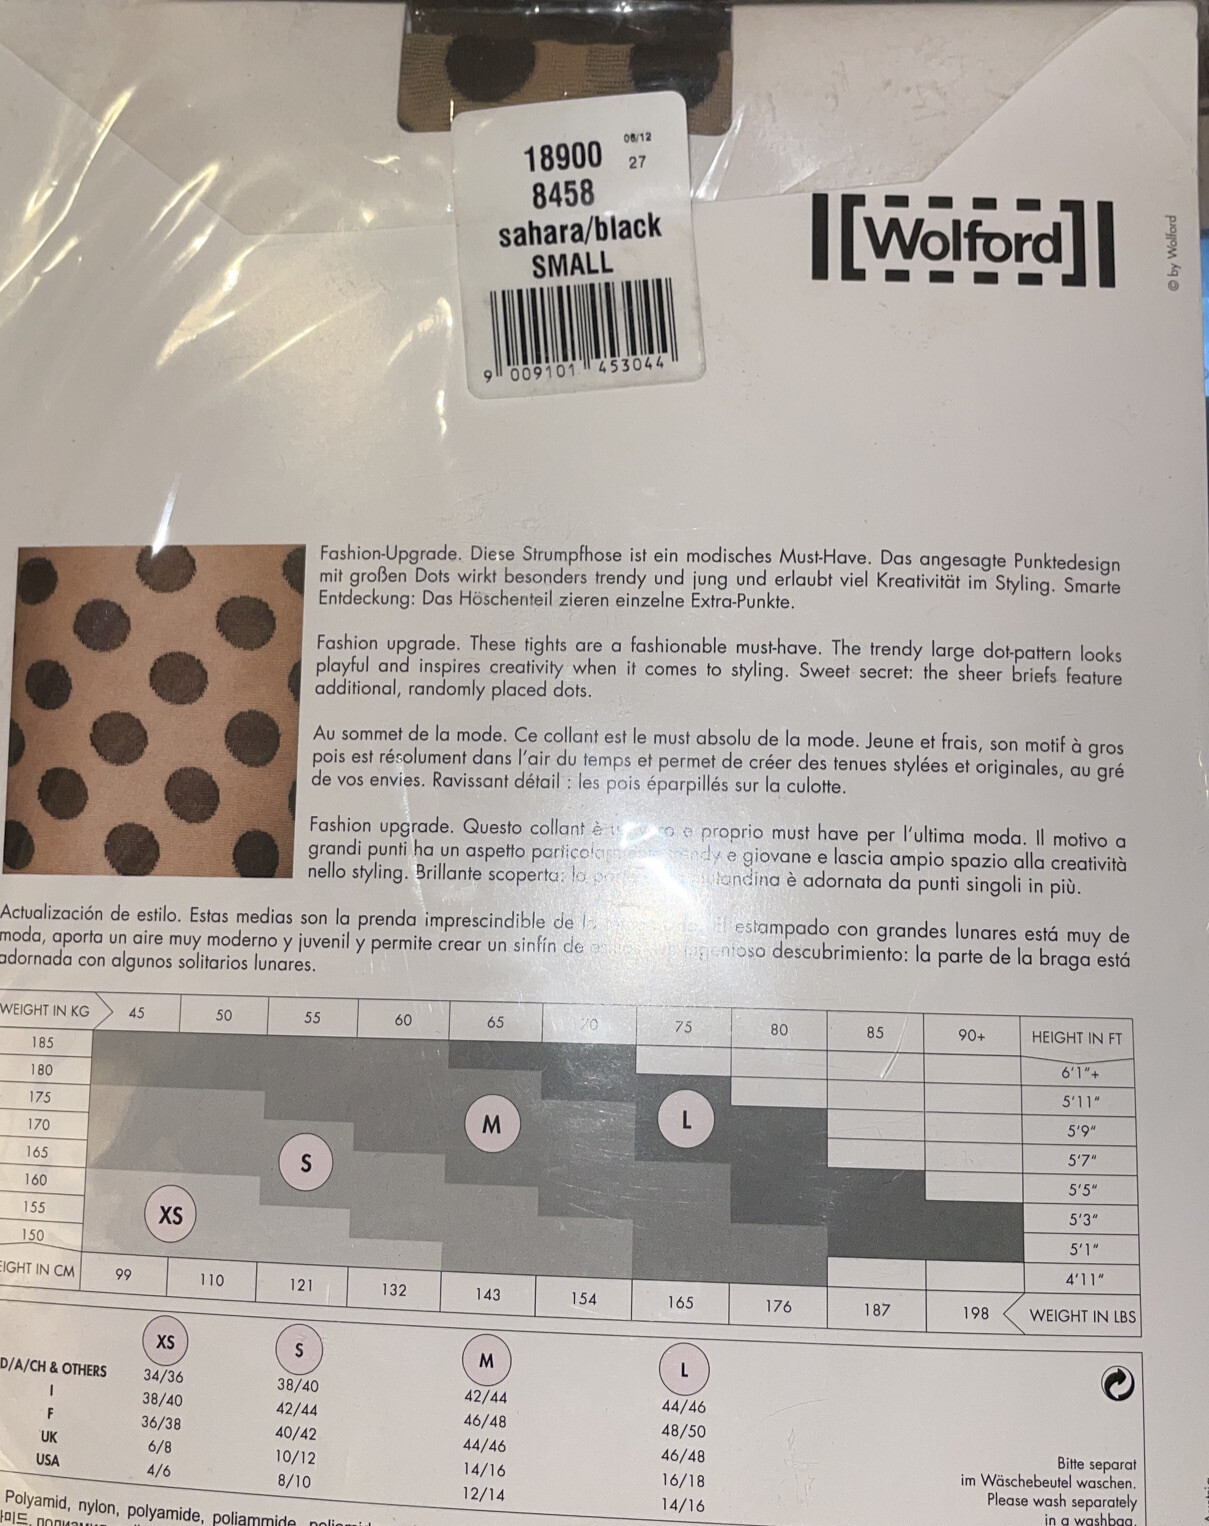 06/12
18900 27
8458
sahara/black
SMALL
9 009101 453044
Wolford
© by Wolford
Fashion-Upgrade. Diese Strumpfhose ist ein modisches Must-Have. Das angesagte Punktedesign
mit großen Dots wirkt besonders trendy und jung und erlaubt viel Kreativität im Styling. Smarte
Entdeckung: Das Höschenteil zieren einzelne Extra-Punkte.
Fashion upgrade. These tights are a fashionable must-have. The trendy large dot-pattern looks
playful and inspires creativity when it comes to styling. Sweet secret: the sheer briefs feature
additional, randomly placed dots.
Au sommet de la mode. Ce collant est le must absolu de la mode. Jeune et frais, son motif à gros
pois est résolument dans l'air du temps et permet de créer des tenues stylées et originales, au gré
de vos envies. Ravissant détail : les pois éparpillés sur la culotte.
Fashion upgrade. Questo collant è e proprio must have per l'ultima moda. Il motivo a
grandi punti ha un aspetto e giovane e lascia ampio spazio alla creatività
nello styling. Brillante scoperta: la è adornata da punti singoli in più.
Actualización de estilo. Estas medias son la prenda imprescindible de estampado con grandes lunares está muy de
moda, aporta un aire muy moderno y juvenil y permite crear un sinfín de descubrimiento: la parte de la braga está
adornada con algunos solitarios lunares.
WEIGHT IN KG 45 50 55 60 65 70 75 80 85 90+ HEIGHT IN FT
185 6'1"+
180 5'11"
175 5'9"
170 M L 5'7"
165 S 5'5"
160 5'3"
155 XS 5'1"
150 4'11"
IN CM 99 110 121 132 143 154 165 176 187 198 WEIGHT IN LBS
XS S M L
D/A/CH & OTHERS 34/36 38/40 42/44 44/46
I 38/40 42/44 46/48 48/50
F 36/38 40/42 44/46 46/48
UK 6/8 10/12 14/16 16/18
USA 4/6 8/10 12/14 14/16
Bitte separat
im Wäschebeutel waschen.
Please wash separately
in a washbag.
Polyamid, nylon, polyamide, poliammide,